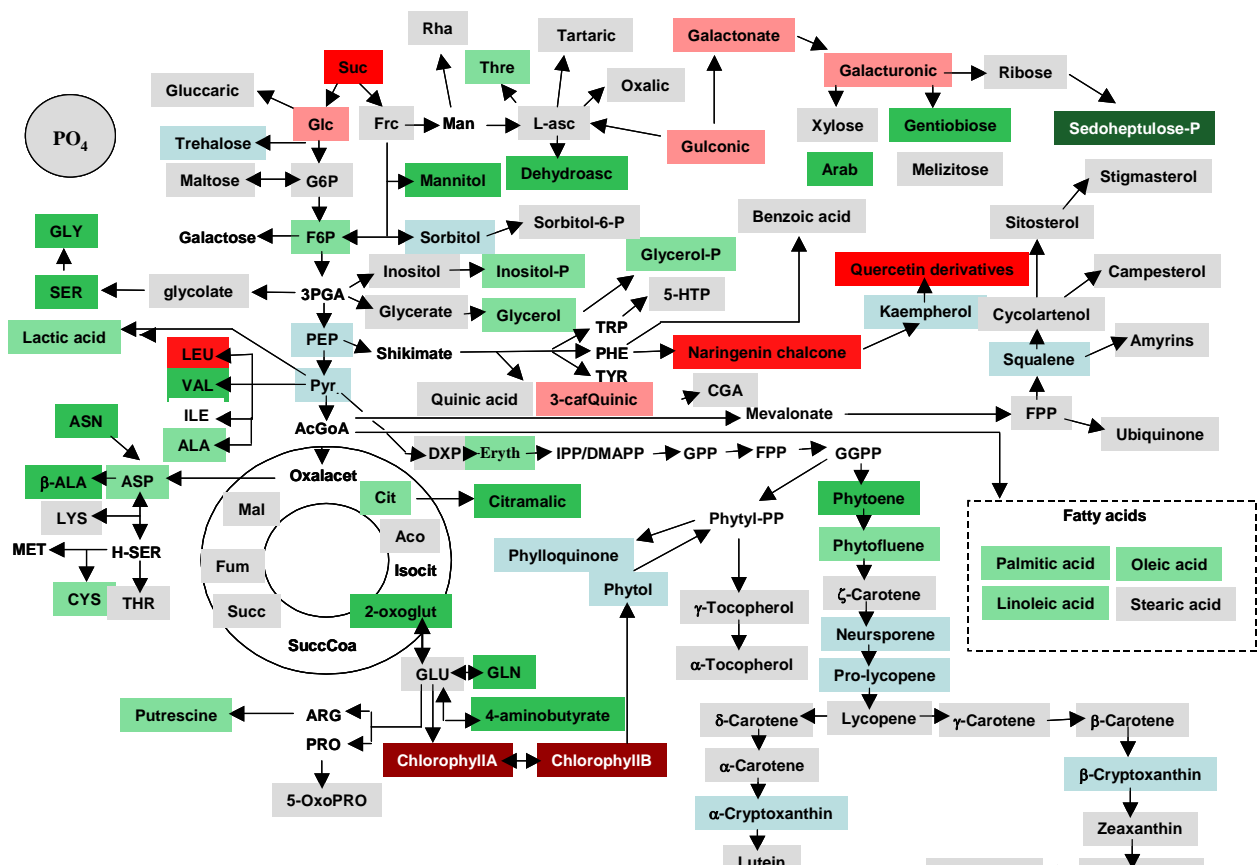 Rha
Tartaric
Galactonate
Suc
Thre
Galacturonic
Ribose
Gluccaric
Oxalic
PO4
Glc
Frc
Man
L-asc
Xylose
Gentiobiose
Sedoheptulose-P
Trehalose
Gulconic
Maltose
G6P
Mannitol
Dehydroasc
Arab
Melizitose
Stigmasterol
Benzoic acid
Sitosterol
Sorbitol-6-P
GLY
Galactose
F6P
Sorbitol
Glycerol-P
Inositol
Inositol-P
Quercetin derivatives
Campesterol
SER
glycolate
3PGA
5-HTP
Glycerate
Glycerol
Kaempherol
Cycolartenol
Lactic acid
TRP
PEP
Shikimate
PHE
Naringenin chalcone
Squalene
Amyrins
LEU
TYR
VAL
Pyr
CGA
Quinic acid
3-cafQuinic
ILE
Mevalonate
FPP
ASN
AcGoA
Ubiquinone
ALA
DXP
Eryth
IPP/DMAPP
GPP
FPP
GGPP
Oxalacet
β-ALA
ASP
Cit
Citramalic
Phytoene
Mal
LYS
Phytyl-PP
Fatty acids
Aco
MET
H-SER
Phylloquinone
Phytofluene
Fum
Isocit
Palmitic acid
Oleic acid
Phytol
CYS
THR
Succ
2-oxoglut
ζ-Carotene
Linoleic acid
Stearic acid
γ-Tocopherol
SuccCoa
Neursporene
α-Tocopherol
GLU
GLN
Pro-lycopene
Putrescine
ARG
4-aminobutyrate
δ-Carotene
Lycopene
γ-Carotene
β-Carotene
PRO
ChlorophyllA
ChlorophyllB
α-Carotene
β-Cryptoxanthin
5-OxoPRO
α-Cryptoxanthin
Zeaxanthin
Lutein